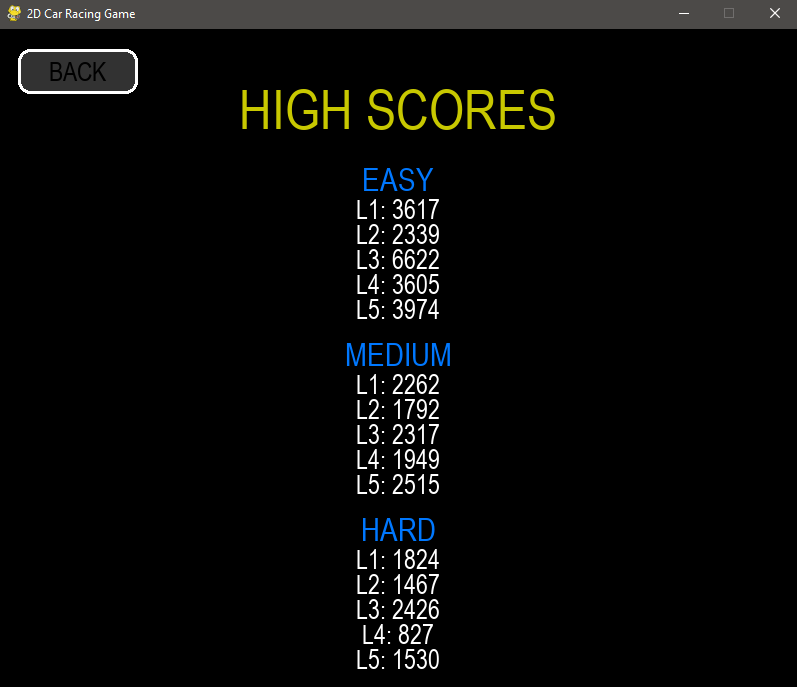 2D Car Racing Game
BACK
HIGH SCORES
EASY
L1: 3617
L2: 2339
L3: 6622
L4: 3605
L5: 3974
MEDIUM
L1: 2262
L2: 1792
L3: 2317
L4: 1949
L5: 2515
HARD
L1: 1824
L2: 1467
L3: 2426
L4: 827
L5: 1530